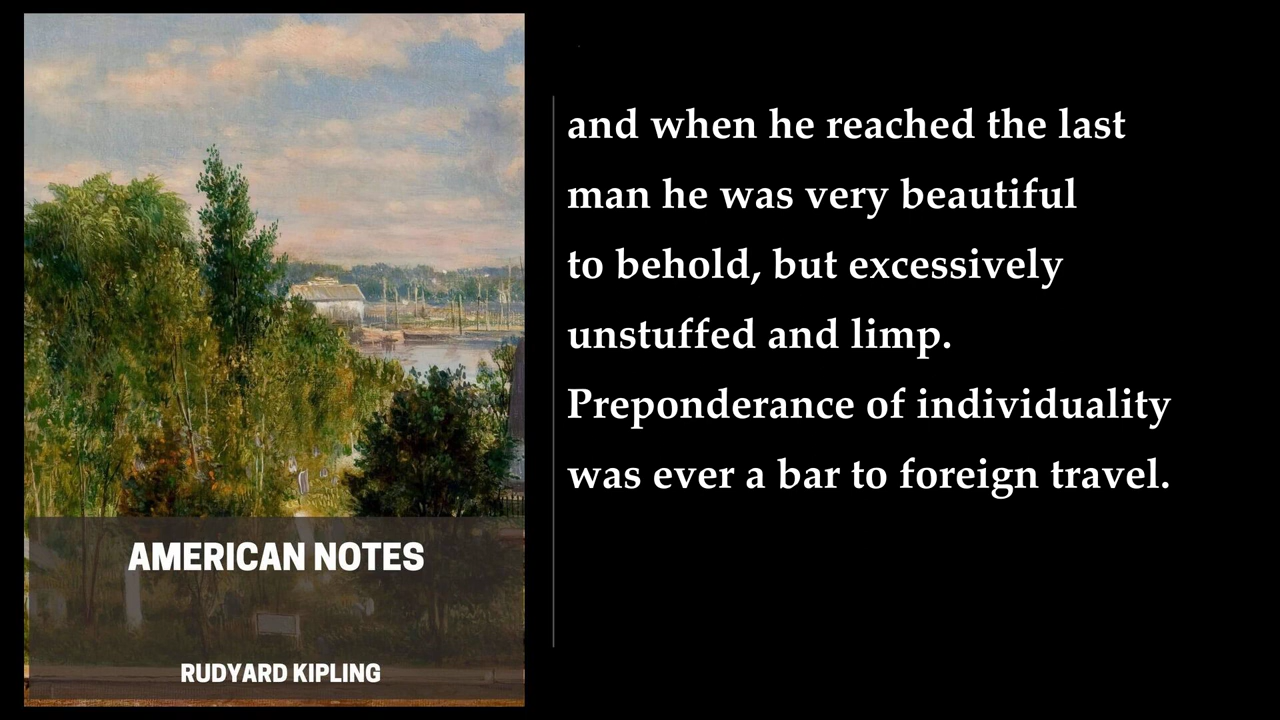 AMERICAN NOTES
RUDYARD KIPLING
and when he reached the last
man he was very beautiful
to behold, but excessively
unstuffed and limp.
Preponderance of individuality
was ever a bar to foreign travel.